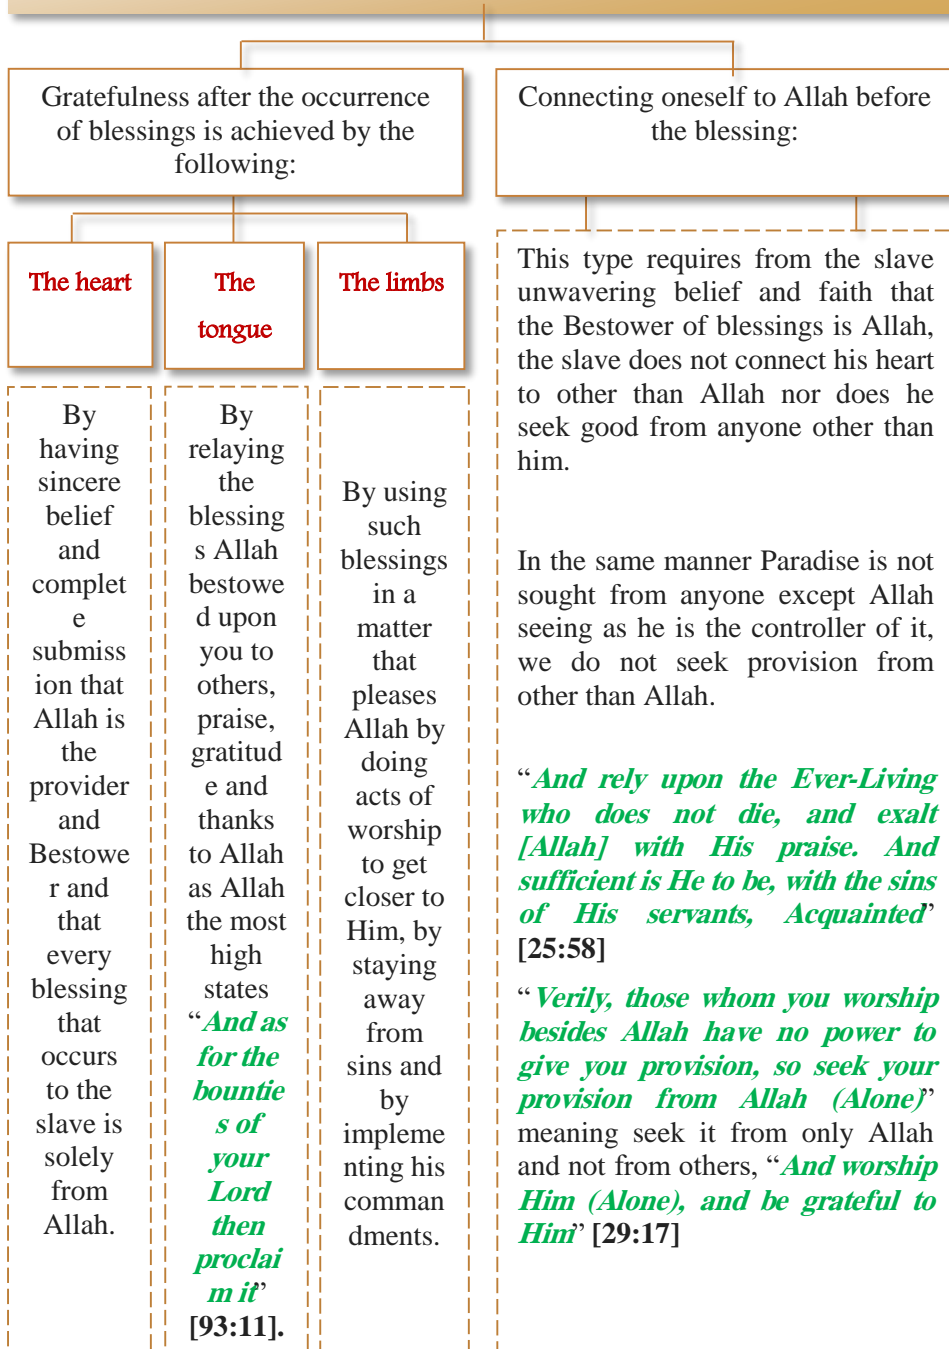 Gratefulness after the occurrence
of blessings is achieved by the
following:
Connecting oneself to Allah before
the blessing:
The heart
The
tongue
The limbs
By
having
sincere
belief
and
complet
e
submiss
ion that
Allah is
the
provider
and
Bestowe
r and
that
every
blessing
that
occurs
to the
slave is
solely
from
Allah.
By
relaying
the
blessing
s Allah
bestowe
d upon
you to
others,
praise,
gratitud
e and
thanks
to Allah
as Allah
the most
high
states
“And as
for the
bountie
s of
your
Lord
then
proclai
m it”
[93:11].
By using
such
blessings
in a
matter
that
pleases
Allah by
doing
acts of
worship
to get
closer to
Him, by
staying
away
from
sins and
by
impleme
nting his
comman
dments.
This type requires from the slave
unwavering belief and faith that
the Bestower of blessings is Allah,
the slave does not connect his heart
to other than Allah nor does he
seek good from anyone other than
him.
In the same manner Paradise is not
sought from anyone except Allah
seeing as he is the controller of it,
we do not seek provision from
other than Allah.
“And rely upon the Ever-Living
who does not die, and exalt
[Allah] with His praise. And
sufficient is He to be, with the sins
of His servants, Acquainted”
[25:58]
“Verily, those whom you worship
besides Allah have no power to
give you provision, so seek your
provision from Allah (Alone)”
meaning seek it from only Allah
and not from others, “And worship
Him (Alone), and be grateful to
Him” [29:17]